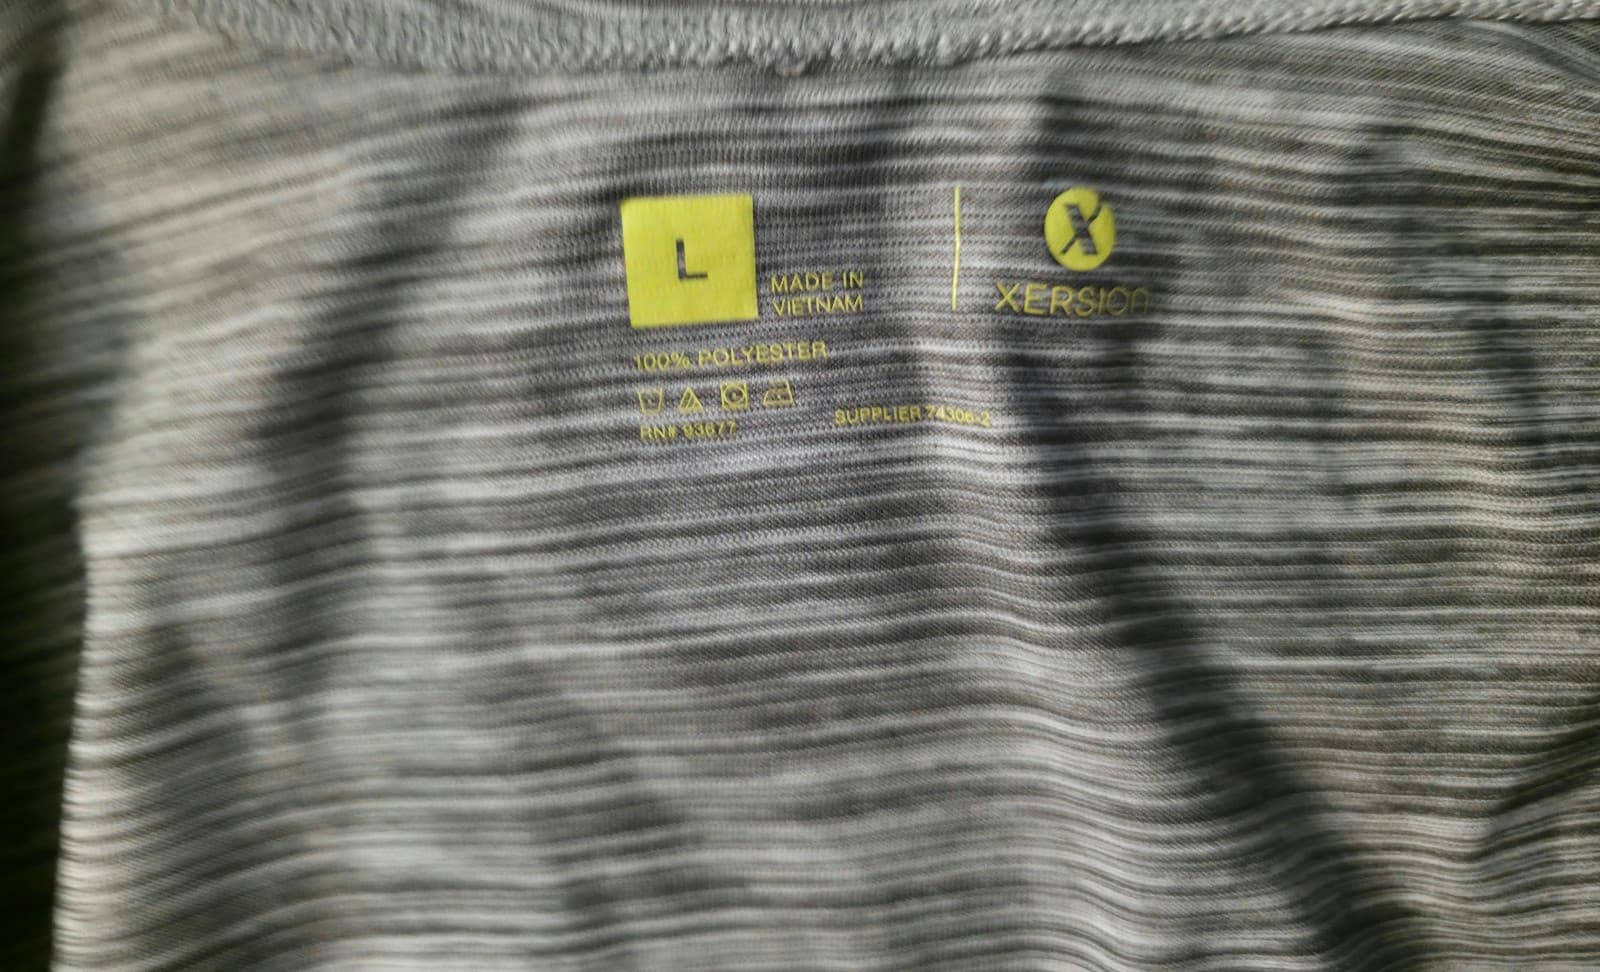 L
MADE IN
VIETNAM
X
XERSION
100% POLYESTER
RN# 93677
SUPPLIER 74306-2